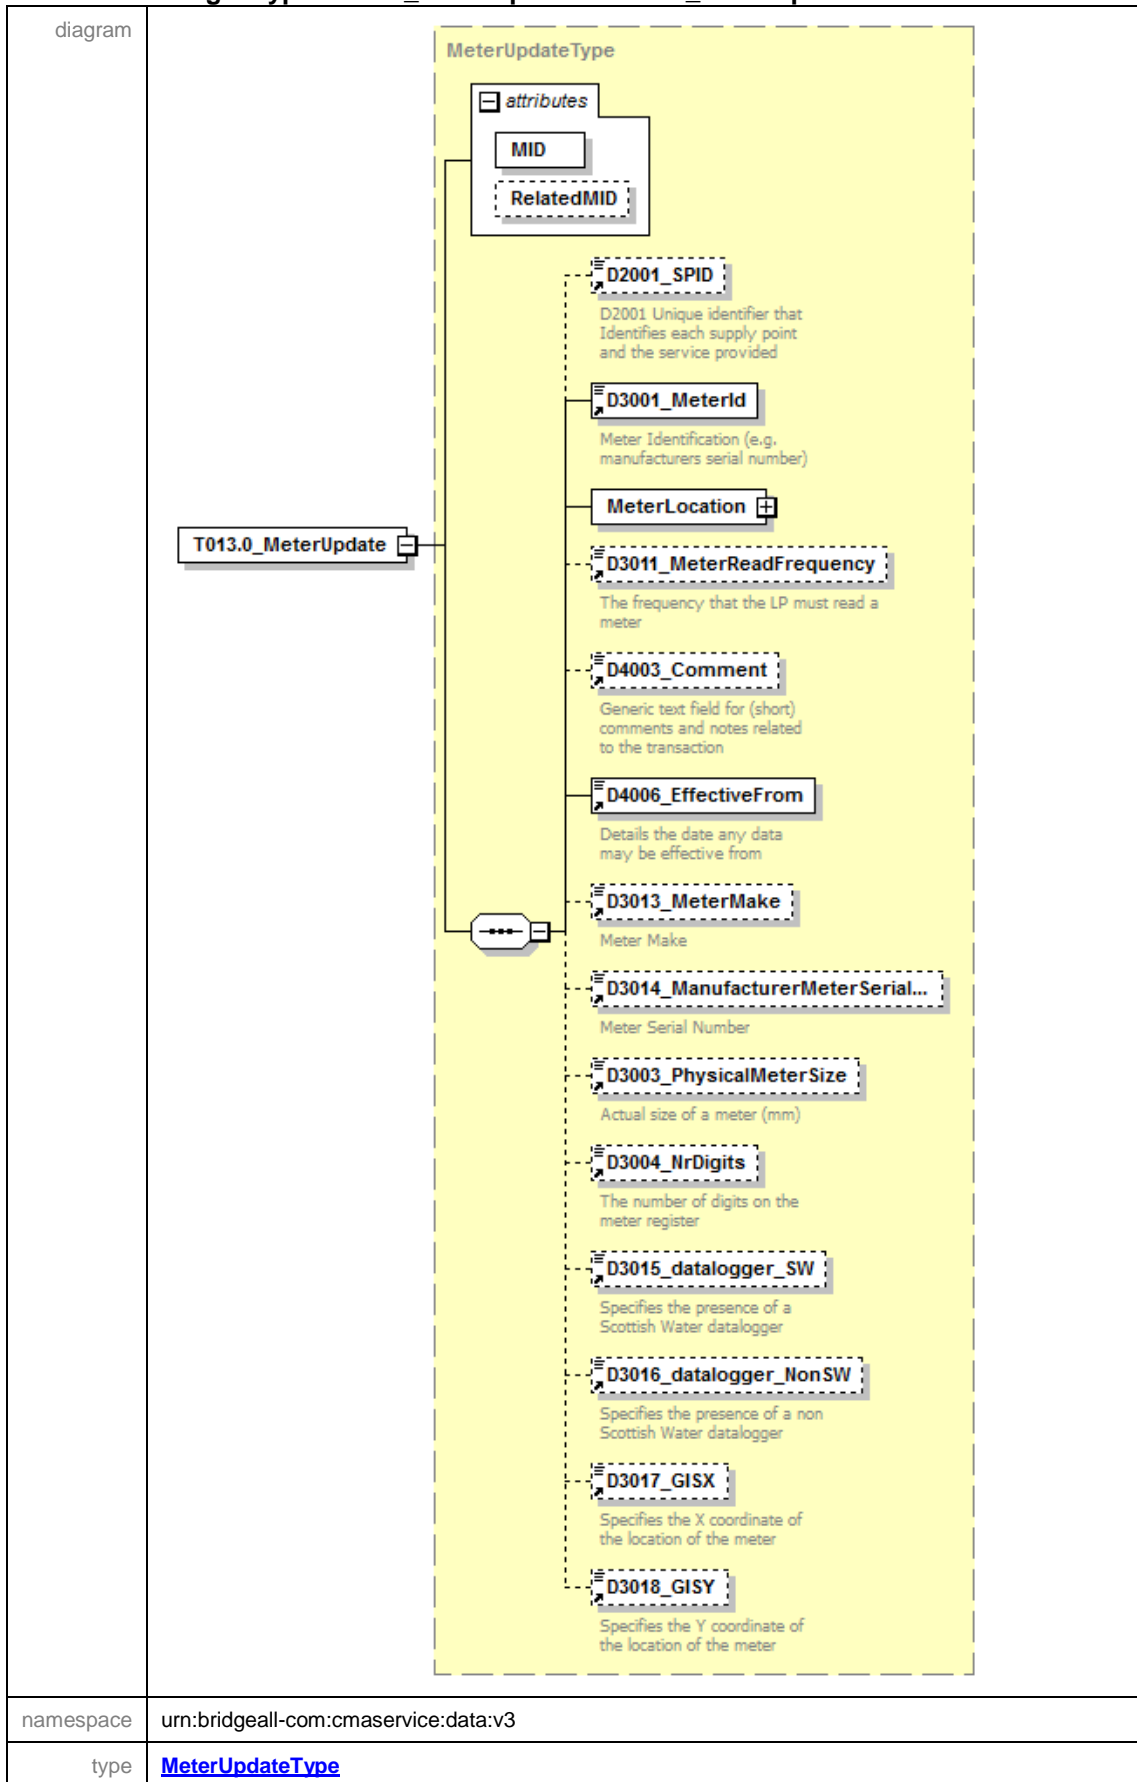 diagram
MeterUpdateType
attributes
MID
RelatedMID
D2001_SPID
D2001 Unique identifier that
Identifies each supply point
and the service provided
D3001_MeterId
Meter Identification (e.g.
manufacturers serial number)
MeterLocation
T013.0_MeterUpdate
D3011_MeterReadFrequency
The frequency that the LP must read a
meter
D4003_Comment
Generic text field for (short)
comments and notes related
to the transaction
D4006_EffectiveFrom
Details the date any data
may be effective from
D3013_MeterMake
Meter Make
D3014_ManufacturerMeterSerial...
Meter Serial Number
D3003_PhysicalMeterSize
Actual size of a meter (mm)
D3004_NrDigits
The number of digits on the
meter register
D3015_datalogger_SW
Specifies the presence of a
Scottish Water datalogger
D3016_datalogger_NonSW
Specifies the presence of a non
Scottish Water datalogger
D3017_GISX
Specifies the X coordinate of
the location of the meter
D3018_GISY
Specifies the Y coordinate of
the location of the meter
namespace urn:bridgeall-com:cmaservice:data:v3
type MeterUpdateType